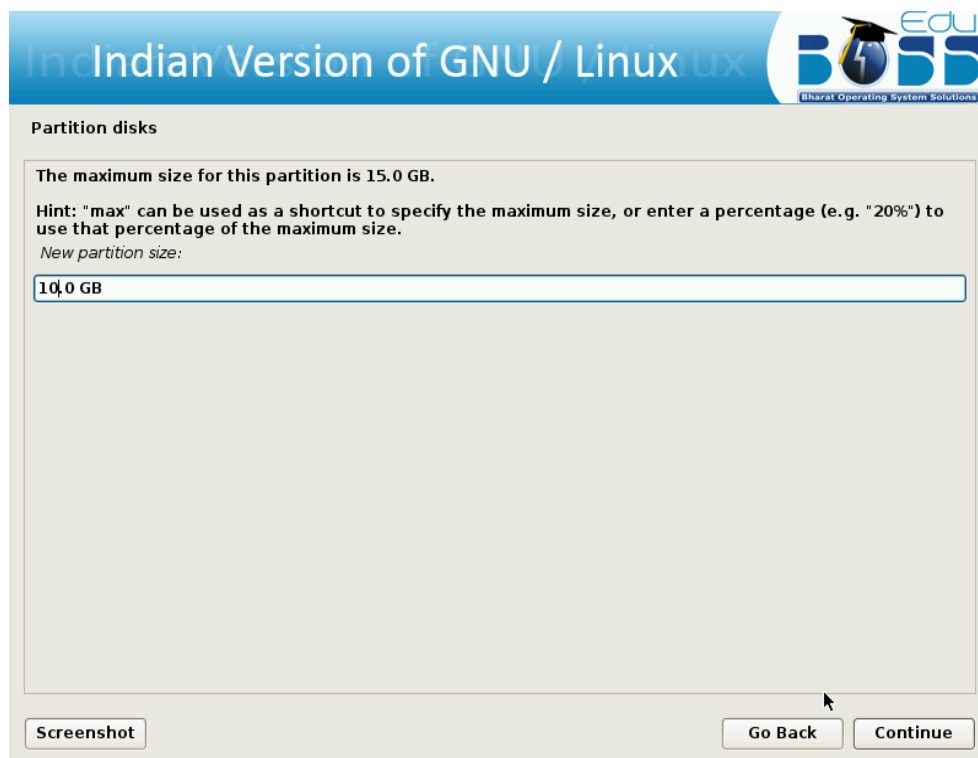 Indian Version of GNU / Linux
Edu
BOSS
Bharat Operating System Solutions
Partition disks
The maximum size for this partition is 15.0 GB.
Hint: "max" can be used as a shortcut to specify the maximum size, or enter a percentage (e.g. "20%") to
use that percentage of the maximum size.
New partition size:
10.0 GB
Screenshot
Go Back
Continue